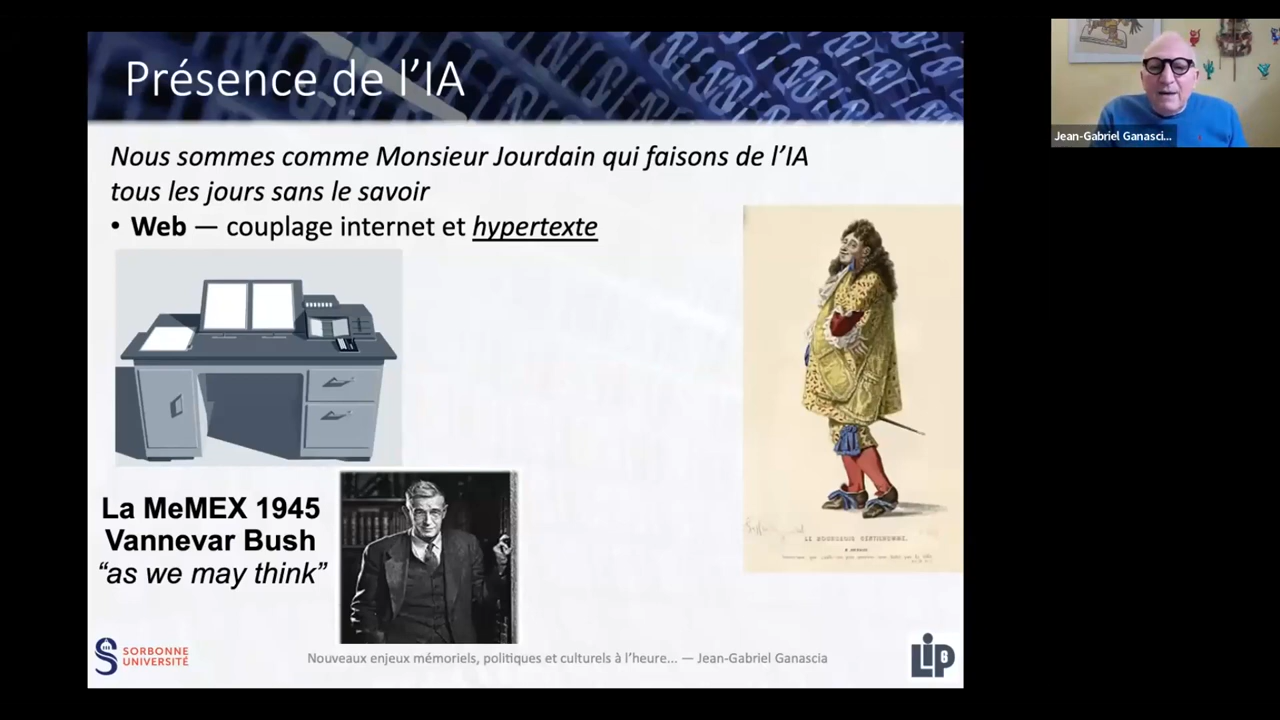 Présence de l'IA
Nous sommes comme Monsieur Jourdain qui faisons de l'IA
tous les jours sans le savoir
• Web — couplage internet et hypertexte
La MeMEX 1945
Vannevar Bush
“as we may think”
LE BOURGEOIS GENTILHOMME.
SORBONNE
UNIVERSITÉ
Nouveaux enjeux mémoriels, politiques et culturels à l'heure... — Jean-Gabriel Ganascia
LIP6
Jean-Gabriel Ganasci...